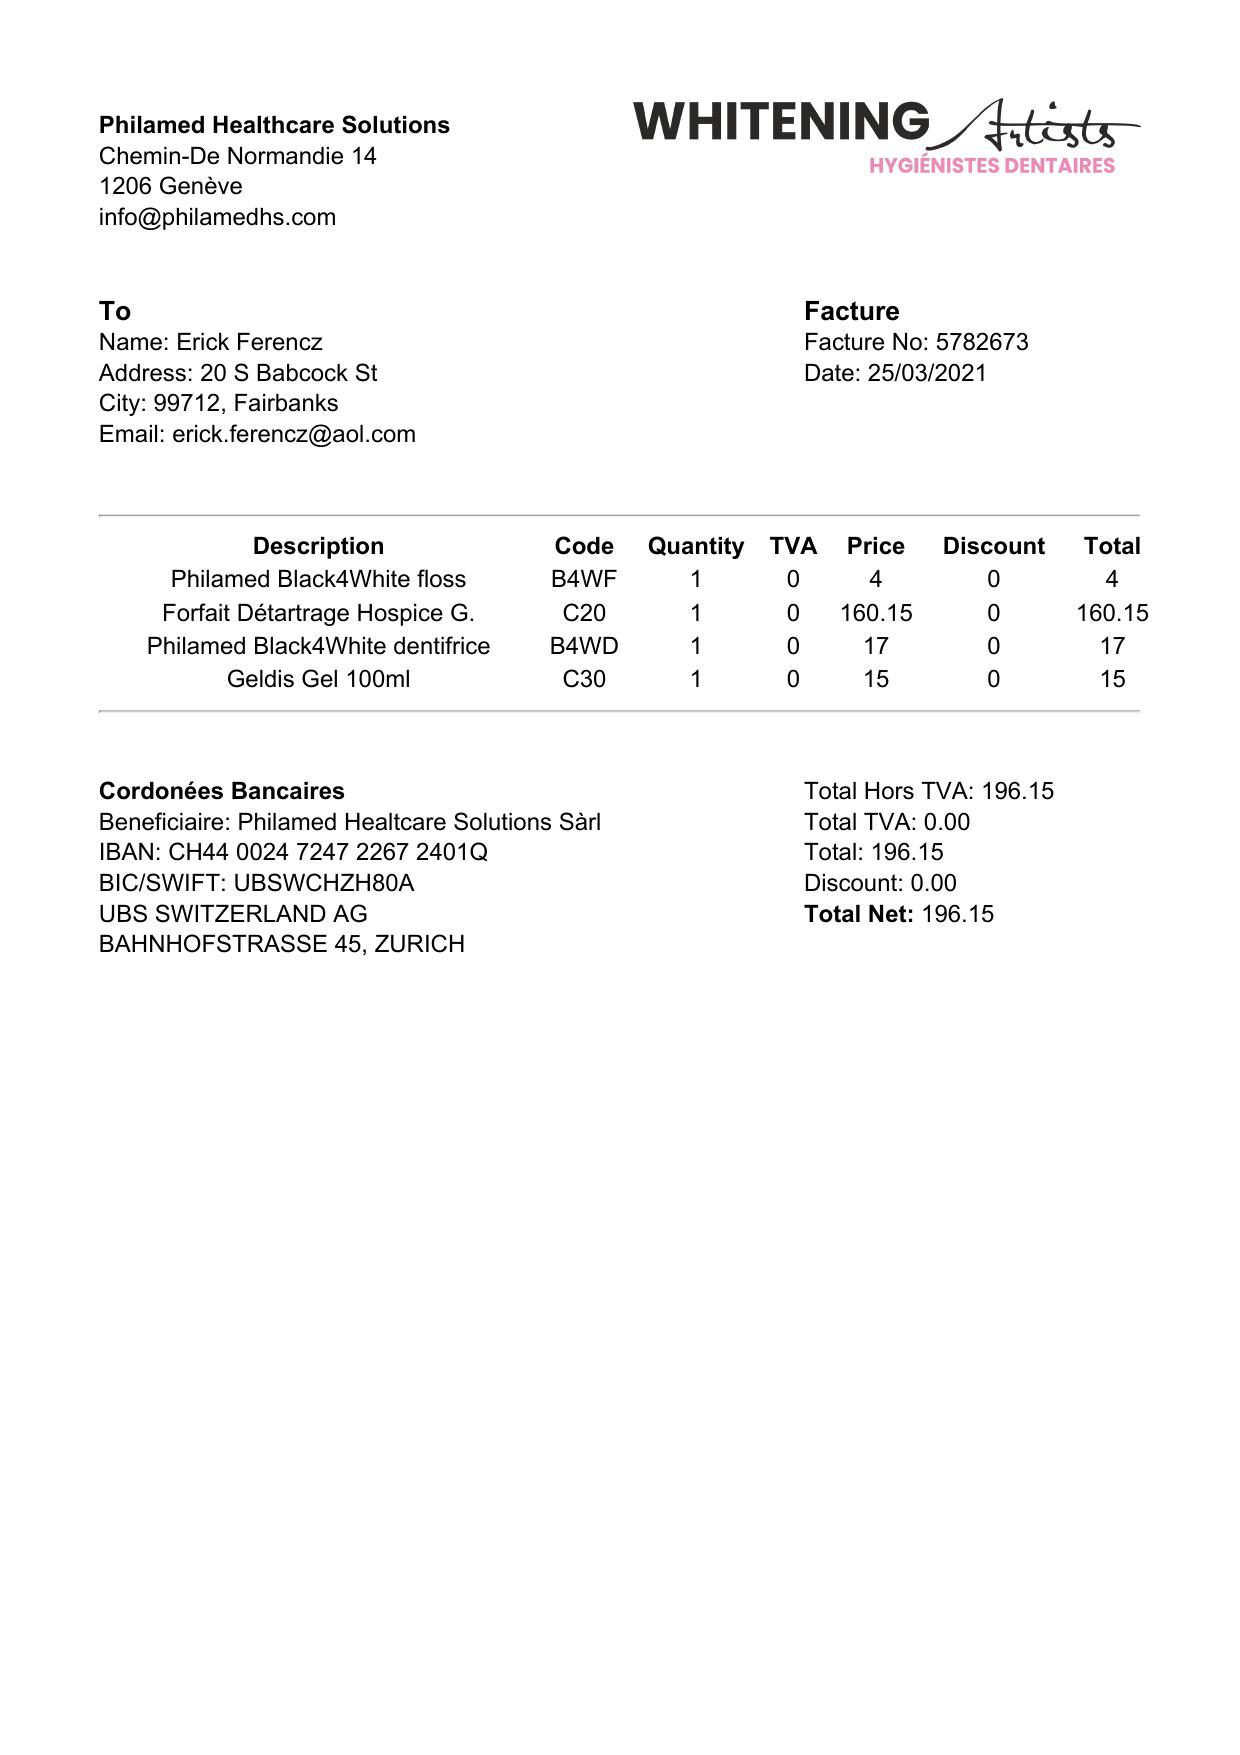 Philamed Healthcare Solutions
Chemin-De Normandie 14
1206 Genève
info@philamedhs.com
WHITENING Artists
HYGIÉNISTES DENTAIRES
To
Name: Erick Ferencz
Address: 20 S Babcock St
City: 99712, Fairbanks
Email: erick.ferencz@aol.com
Facture
Facture No: 5782673
Date: 25/03/2021
Description Code Quantity TVA Price Discount Total
Philamed Black4White floss B4WF 1 0 4 0 4
Forfait Détartrage Hospice G. C20 1 0 160.15 0 160.15
Philamed Black4White dentifrice B4WD 1 0 17 0 17
Geldis Gel 100ml C30 1 0 15 0 15
Cordonées Bancaires
Beneficiaire: Philamed Healtcare Solutions Sàrl
IBAN: CH44 0024 7247 2267 2401Q
BIC/SWIFT: UBSWCHZH80A
UBS SWITZERLAND AG
BAHNHOFSTRASSE 45, ZURICH
Total Hors TVA: 196.15
Total TVA: 0.00
Total: 196.15
Discount: 0.00
Total Net: 196.15